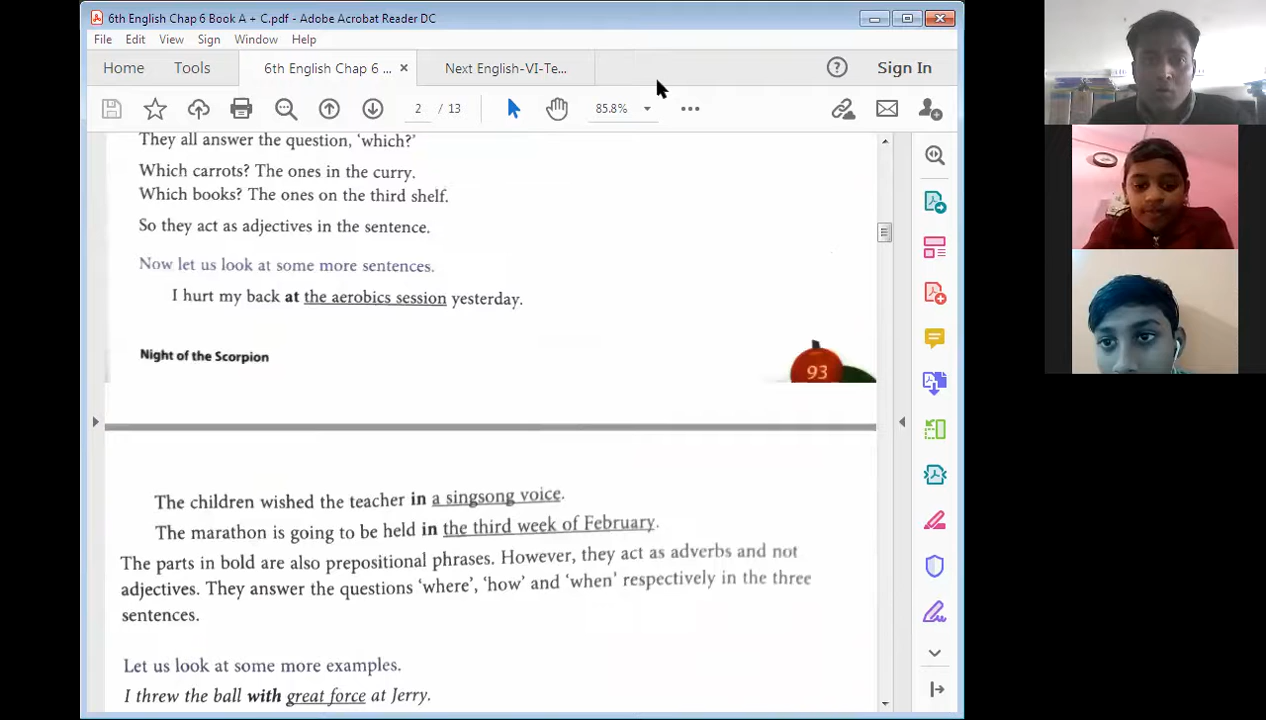 6th English Chap 6 Book A + C.pdf - Adobe Acrobat Reader DC
File Edit View Sign Window Help
Home Tools 6th English Chap 6 ... × Next English-VI-Te... ? Sign In
2 / 13 85.8%
They all answer the question, ‘which?’
Which carrots? The ones in the curry.
Which books? The ones on the third shelf.
So they act as adjectives in the sentence.
Now let us look at some more sentences.
I hurt my back at the aerobics session yesterday.
Night of the Scorpion
93
The children wished the teacher in a singsong voice.
The marathon is going to be held in the third week of February.
The parts in bold are also prepositional phrases. However, they act as adverbs and not
adjectives. They answer the questions ‘where’, ‘how’ and ‘when’ respectively in the three
sentences.
Let us look at some more examples.
I threw the ball with great force at Jerry.